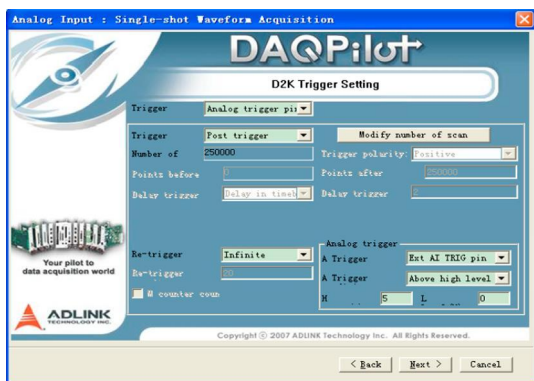 Analog Input : Single-shot Waveform Acquisition
DAQPilot
D2K Trigger Setting
Trigger Analog trigger pi
Trigger Post trigger Modify number of scan
Number of 250000 Trigger polarity: Positive
Points before 0 Points after 250000
Delay trigger Delay in timeb Delay trigger 2
Analog trigger
Re-trigger Infinite A Trigger Ext AI TRIG pin
Re-trigger 20 A Trigger Above high level
counter coun H 5 L 0
Your pilot to
data acquisition world
ADLINK
TECHNOLOGY INC.
Copyright © 2007 ADLINK Technology Inc. All Rights Reserved.
< Back Next > Cancel